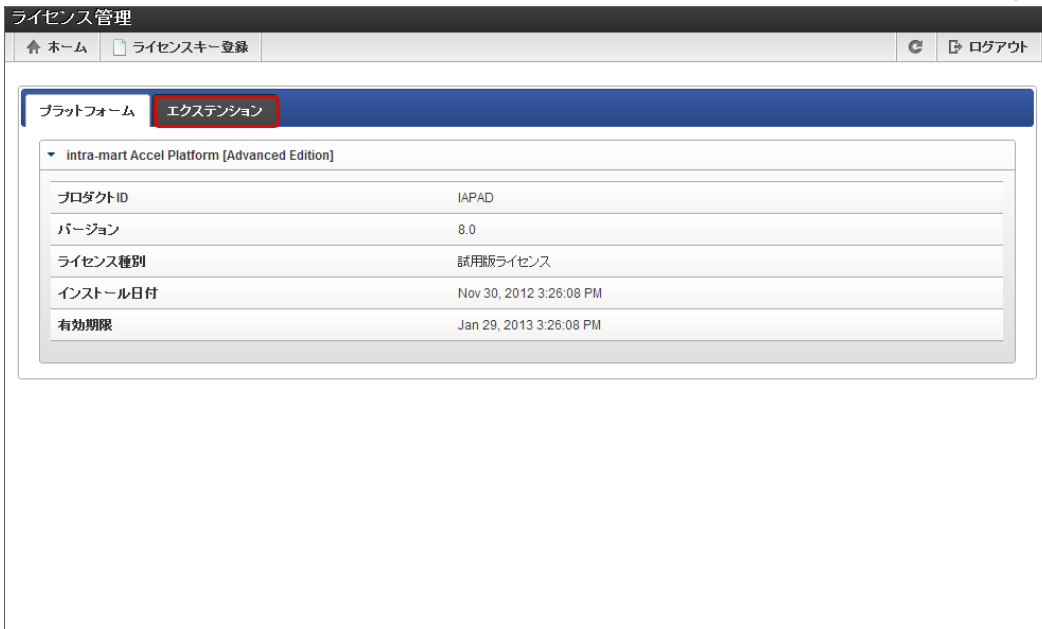 ライセンス管理
ホーム ライセンスキー登録 ログアウト
プラットフォーム エクステンション
intra-mart Accel Platform [Advanced Edition]
プロダクトID IAPAD
バージョン 8.0
ライセンス種別 試用版ライセンス
インストール日付 Nov 30, 2012 3:26:08 PM
有効期限 Jan 29, 2013 3:26:08 PM